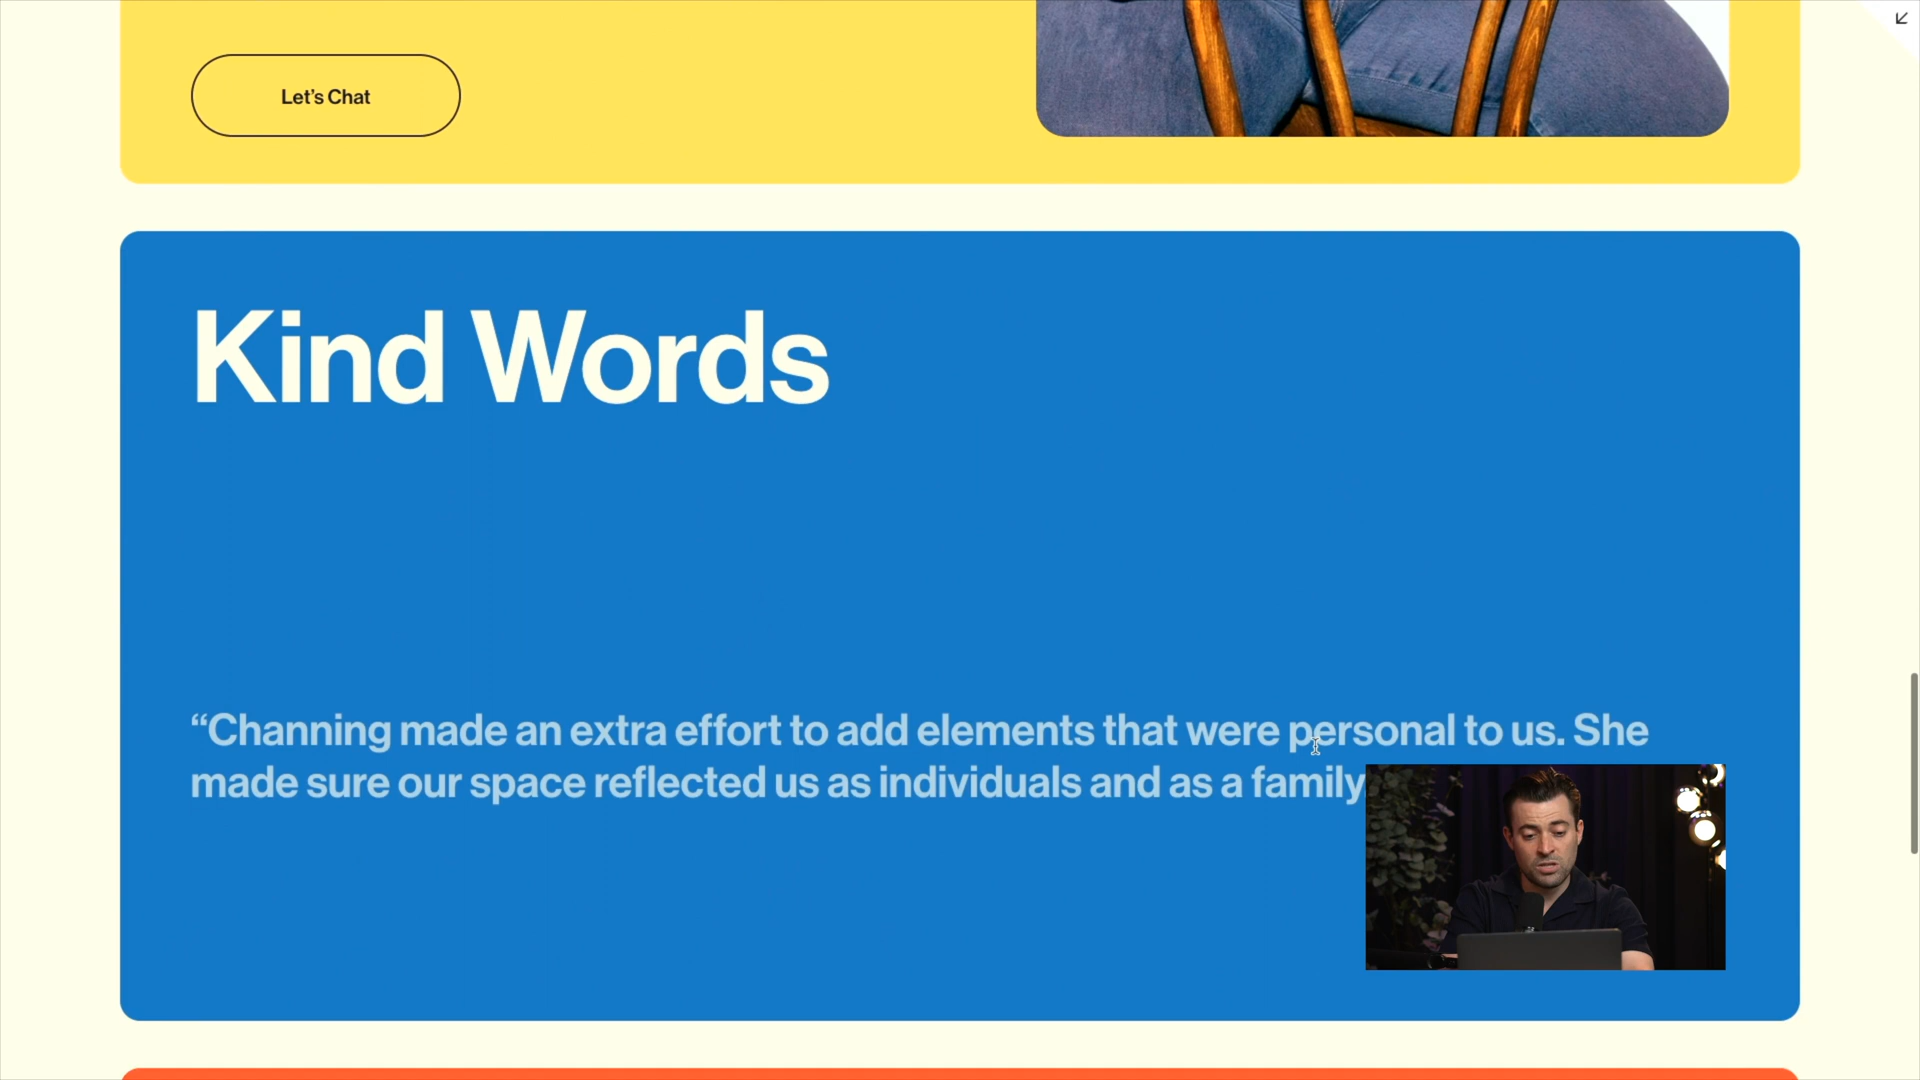 Let's Chat
Kind Words
“Channing made an extra effort to add elements that were personal to us. She
made sure our space reflected us as individuals and as a family